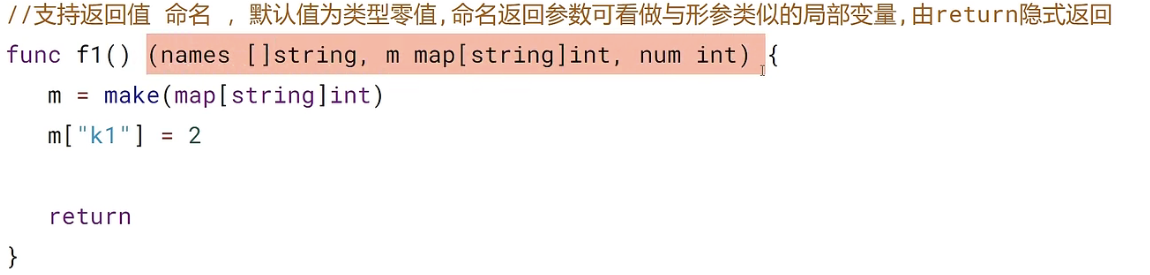 //支持返回值 命名 , 默认值为类型零值,命名返回参数可看做与形参类似的局部变量,由return隐式返回
func f1() (names []string, m map[string]int, num int) {
m = make(map[string]int)
m["k1"] = 2
return
}